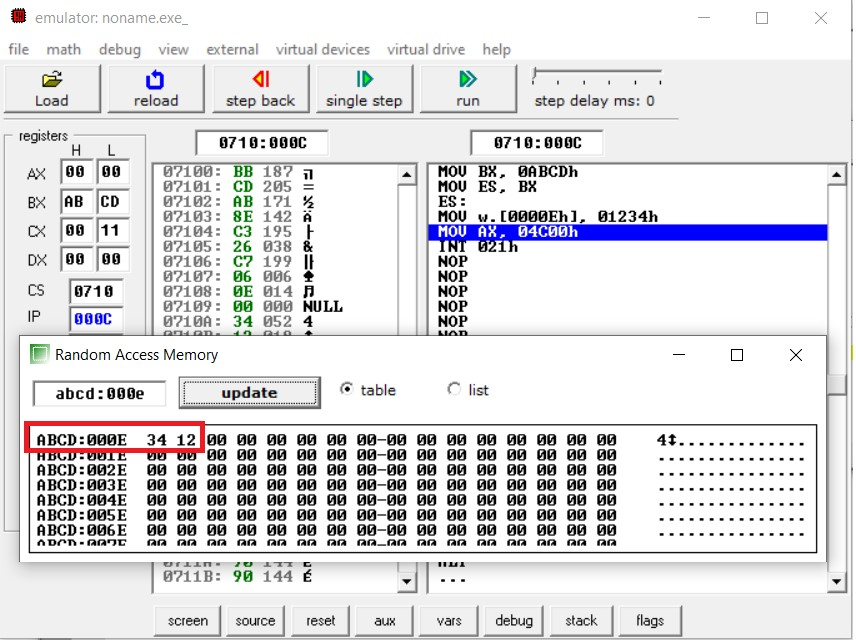 emulator: noname.exe_
file math debug view external virtual devices virtual drive help
Load reload step back single step run step delay ms: 0
registers
H L
AX 00 00
BX AB CD
CX 00 11
DX 00 00
CS 0710
IP 000C
0710:000C
07100: BB 187 ╗
07101: CD 205 =
07102: AB 171 ½
07103: 8E 142 Ä
07104: C3 195 ├
07105: 26 038 &
07106: C7 199 ╟
07107: 06 006 ♠
07108: 0E 014 ♫
07109: 00 000 NULL
0710A: 34 052 4
0710:000C
MOV BX, 0ABCDh
MOV ES, BX
ES:
MOV w.[0000Eh], 01234h
MOV AX, 04C00h
INT 021h
NOP
NOP
NOP
NOP
NOP
NOP
Random Access Memory
abcd:000e update table list
ABCD:000E 34 12 00 00 00 00 00 00-00 00 00 00 00 00 00 00 4↕..............
ABCD:001E 00 00 00 00 00 00 00 00-00 00 00 00 00 00 00 00 ................
ABCD:002E 00 00 00 00 00 00 00 00-00 00 00 00 00 00 00 00 ................
ABCD:003E 00 00 00 00 00 00 00 00-00 00 00 00 00 00 00 00 ................
ABCD:004E 00 00 00 00 00 00 00 00-00 00 00 00 00 00 00 00 ................
ABCD:005E 00 00 00 00 00 00 00 00-00 00 00 00 00 00 00 00 ................
ABCD:006E 00 00 00 00 00 00 00 00-00 00 00 00 00 00 00 00 ................
0711B: 90 144 É
...
screen source reset aux vars debug stack flags